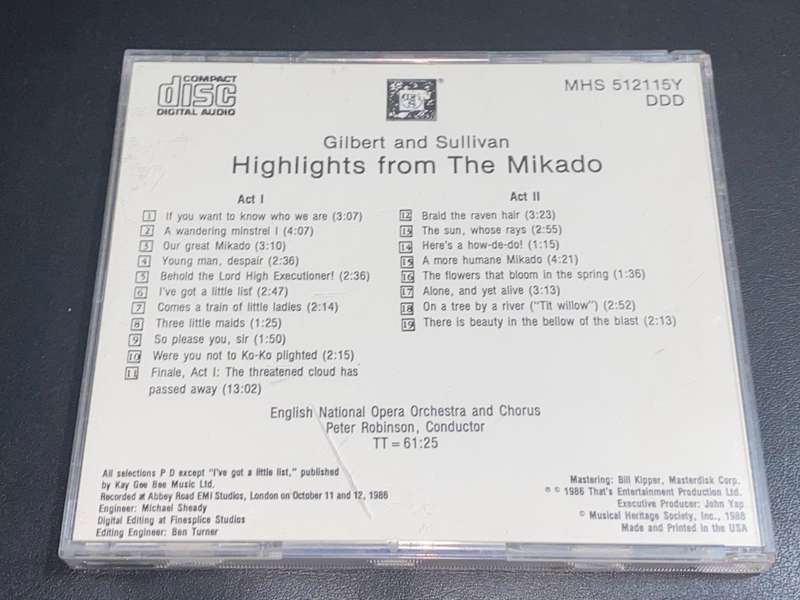 COMPACT
disc
DIGITAL AUDIO
MHS 512115Y
DDD
Gilbert and Sullivan
Highlights from The Mikado
Act I
1 If you want to know who we are (3:07)
2 A wandering minstrel I (4:07)
3 Our great Mikado (3:10)
4 Young man, despair (2:36)
5 Behold the Lord High Executioner! (2:36)
6 I've got a little list (2:47)
7 Comes a train of little ladies (2:14)
8 Three little maids (1:25)
9 So please you, sir (1:50)
10 Were you not to Ko-Ko plighted (2:15)
11 Finale, Act I: The threatened cloud has
passed away (13:02)
Act II
12 Braid the raven hair (3:23)
13 The sun, whose rays (2:55)
14 Here's a how-de-do! (1:15)
15 A more humane Mikado (4:21)
16 The flowers that bloom in the spring (1:36)
17 Alone, and yet alive (3:13)
18 On a tree by a river ("Tit willow") (2:52)
19 There is beauty in the bellow of the blast (2:13)
English National Opera Orchestra and Chorus
Peter Robinson, Conductor
TT = 61:25
All selections P D except "I've got a little list," published
by Kay Gee Bee Music Ltd.
Recorded at Abbey Road EMI Studios, London on October 11 and 12, 1986
Engineer: Michael Sheady
Digital Editing at Finesplice Studios
Editing Engineer: Ben Turner
Mastering: Bill Kipper, Masterdisk Corp.
℗ © 1986 That's Entertainment Production Ltd.
Executive Producer: John Yap
© Musical Heritage Society, Inc., 1988
Made and Printed in the USA